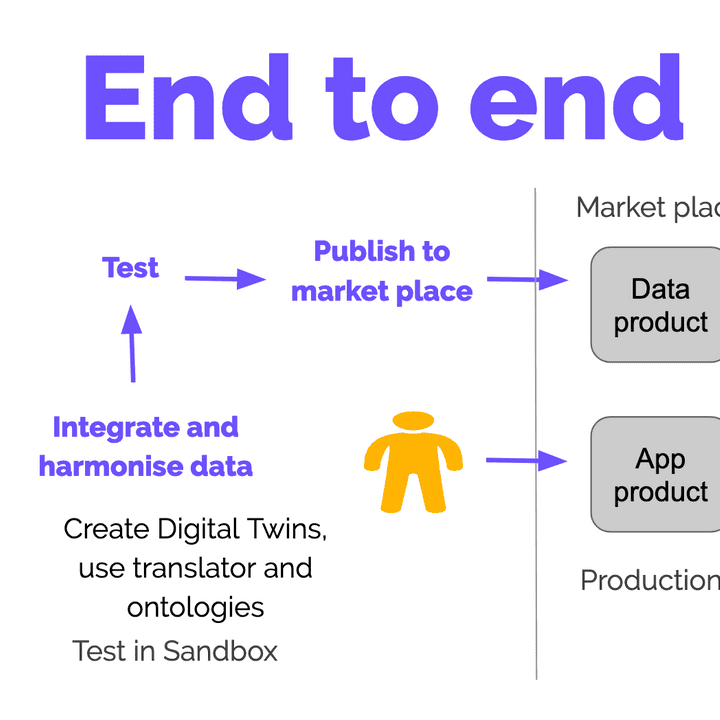 End to end
Market plac
Test
Publish to
market place
Data
product
Integrate and
harmonise data
App
product
Create Digital Twins,
use translator and
ontologies
Production
Test in Sandbox